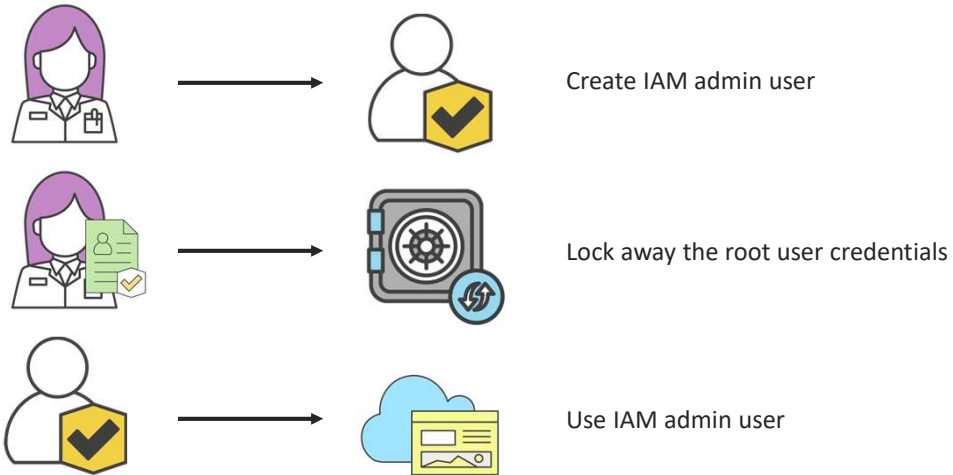 Create IAM admin user
Lock away the root user credentials
Use IAM admin user